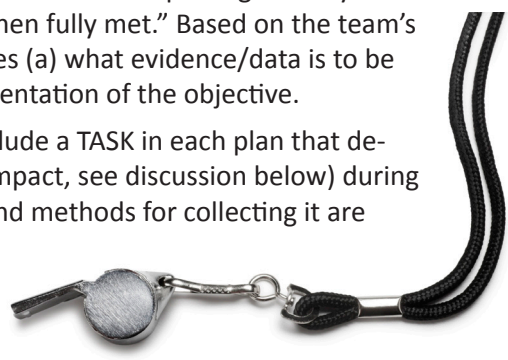 hen fully met.” Based on the team’s
es (a) what evidence/data is to be
entation of the objective.
lude a TASK in each plan that de-
mpact, see discussion below) during
nd methods for collecting it are